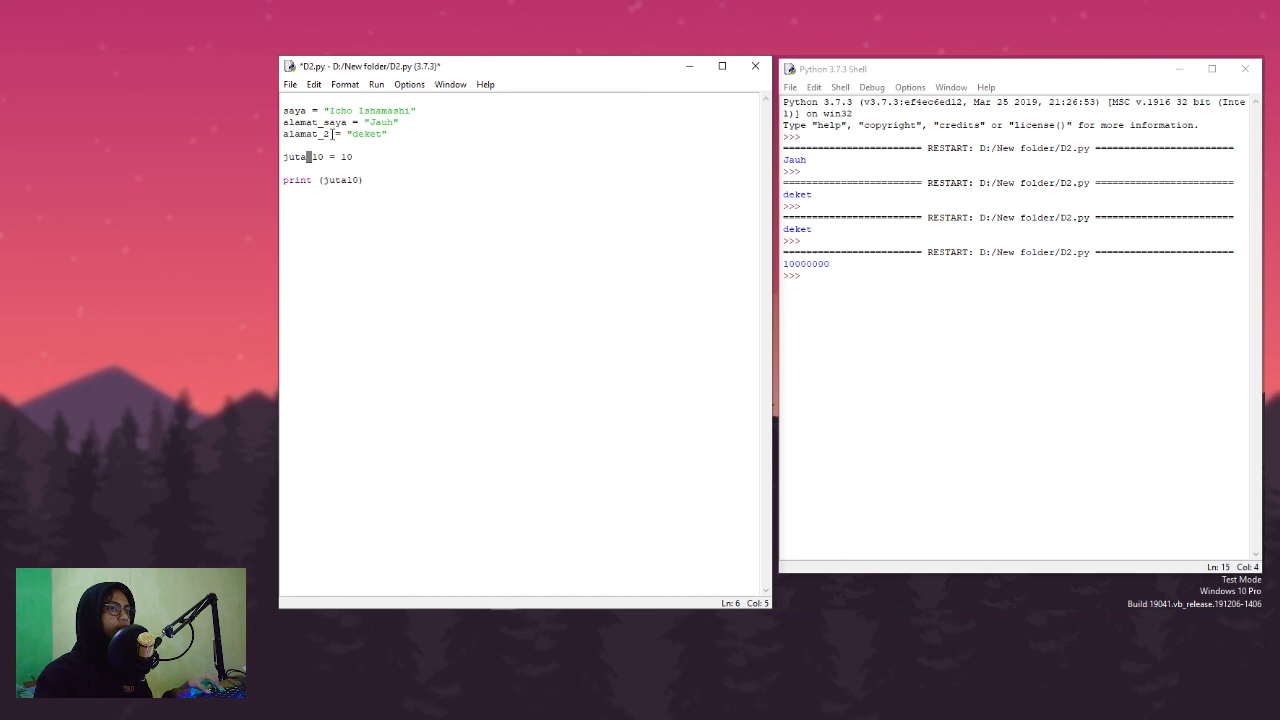 *D2.py - D:/New folder/D2.py (3.7.3)*
File Edit Format Run Options Window Help
saya = "Icho Ishamashi"
alamat_saya = "Jauh"
alamat_2 = "deket"
juta 10 = 10
print (juta10)
Ln: 6 Col: 5
Python 3.7.3 Shell
File Edit Shell Debug Options Window Help
Python 3.7.3 (v3.7.3:ef4ec6ed12, Mar 25 2019, 21:26:53) [MSC v.1916 32 bit (Inte
l)] on win32
Type "help", "copyright", "credits" or "license()" for more information.
>>>
========================= RESTART: D:/New folder/D2.py =========================
Jauh
>>>
========================= RESTART: D:/New folder/D2.py =========================
deket
>>>
========================= RESTART: D:/New folder/D2.py =========================
deket
>>>
========================= RESTART: D:/New folder/D2.py =========================
10000000
>>>
Ln: 15 Col: 4
Test Mode
Windows 10 Pro
Build 19041.vb_release.191206-1406